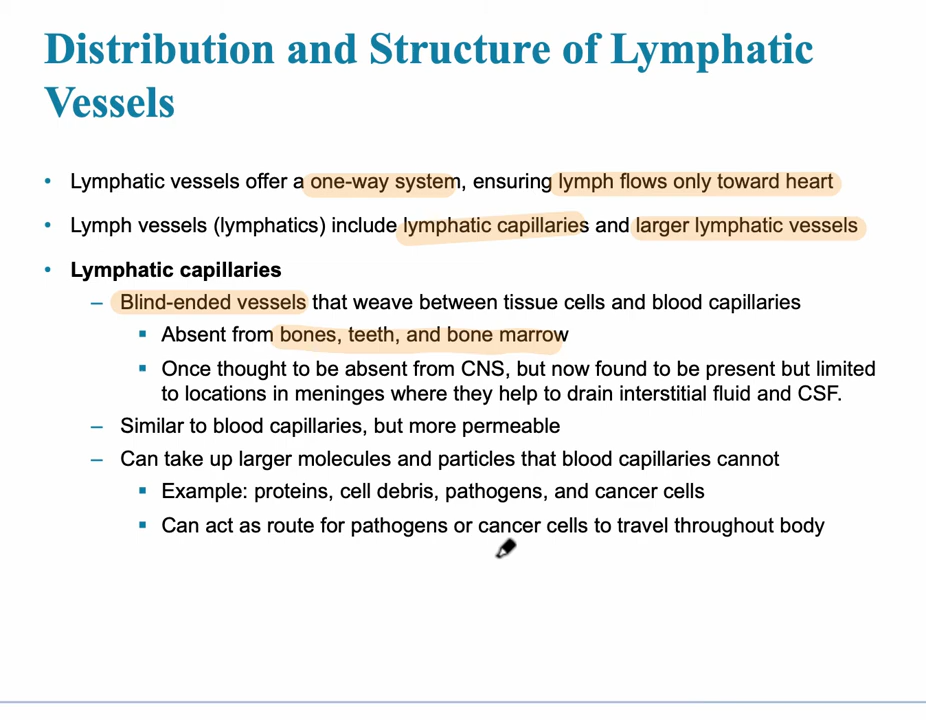 Distribution and Structure of Lymphatic
Vessels
• Lymphatic vessels offer a one-way system, ensuring lymph flows only toward heart
• Lymph vessels (lymphatics) include lymphatic capillaries and larger lymphatic vessels
• Lymphatic capillaries
– Blind-ended vessels that weave between tissue cells and blood capillaries
▪ Absent from bones, teeth, and bone marrow
▪ Once thought to be absent from CNS, but now found to be present but limited
to locations in meninges where they help to drain interstitial fluid and CSF.
– Similar to blood capillaries, but more permeable
– Can take up larger molecules and particles that blood capillaries cannot
▪ Example: proteins, cell debris, pathogens, and cancer cells
▪ Can act as route for pathogens or cancer cells to travel throughout body